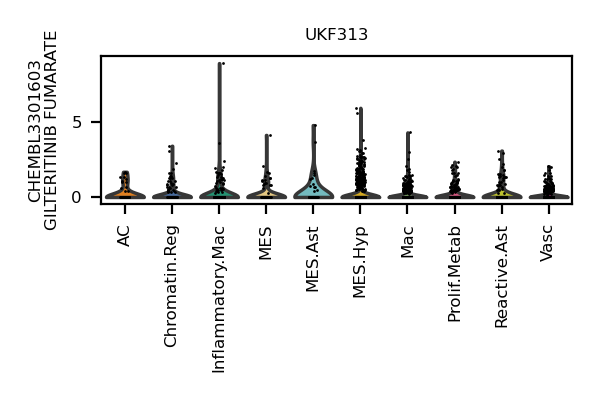 UKF313
CHEMBL3301603
GILTERITINIB FUMARATE
5
0
AC
Chromatin.Reg
Inflammatory.Mac
MES
MES.Ast
MES.Hyp
Mac
Prolif.Metab
Reactive.Ast
Vasc